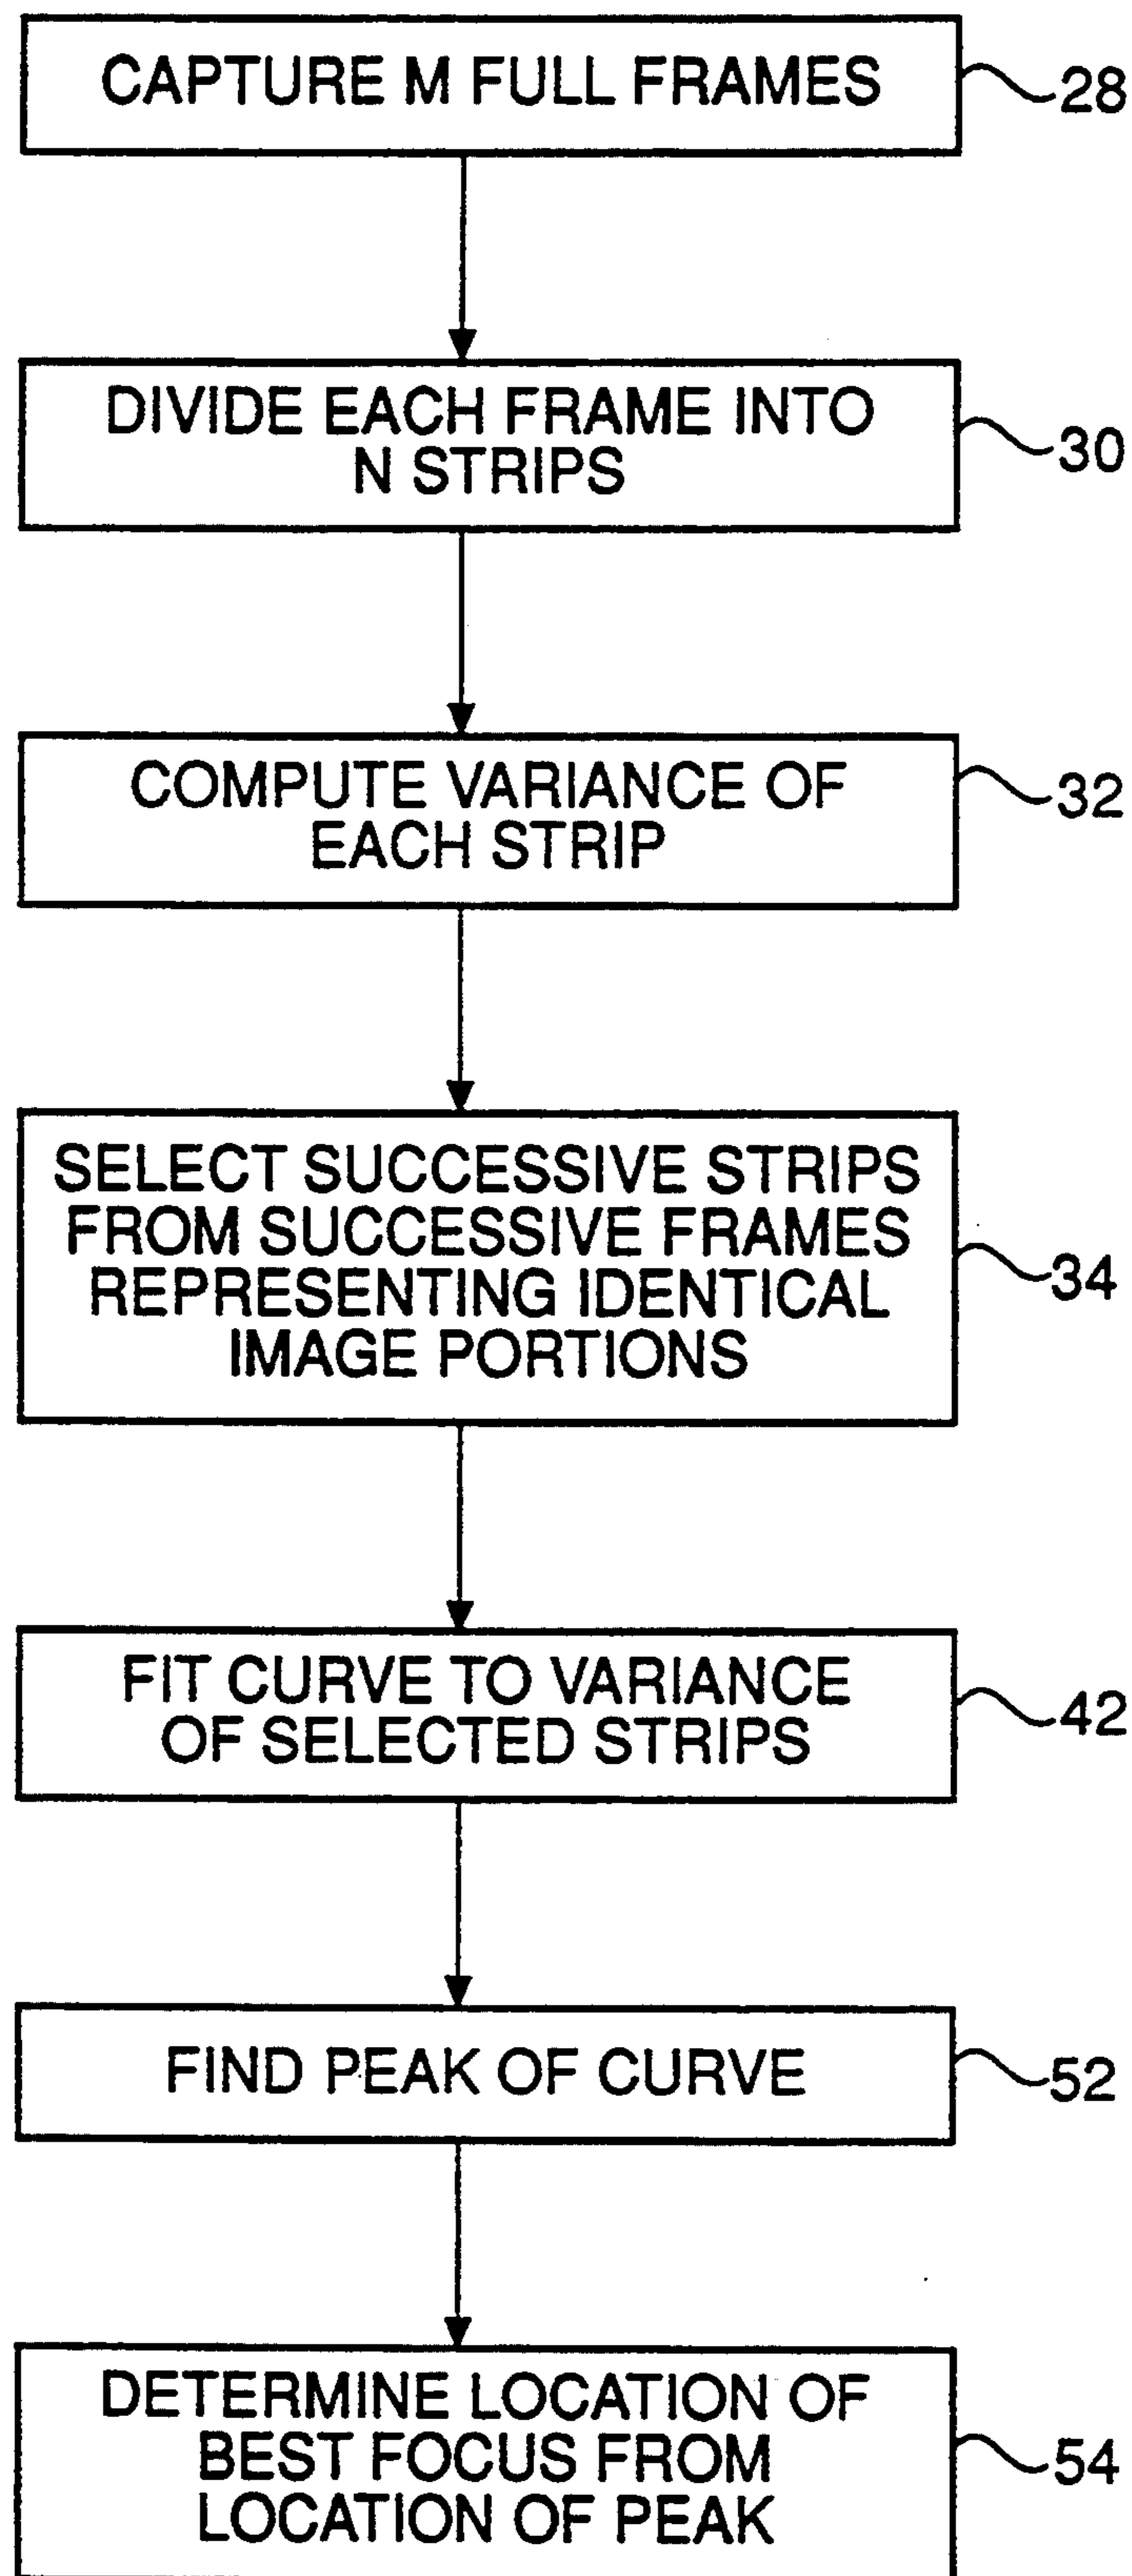 CAPTURE M FULL FRAMES
28
DIVIDE EACH FRAME INTO
N STRIPS
30
COMPUTE VARIANCE OF
EACH STRIP
32
SELECT SUCCESSIVE STRIPS
FROM SUCCESSIVE FRAMES
REPRESENTING IDENTICAL
IMAGE PORTIONS
34
FIT CURVE TO VARIANCE
OF SELECTED STRIPS
42
FIND PEAK OF CURVE
52
DETERMINE LOCATION OF
BEST FOCUS FROM
LOCATION OF PEAK
54